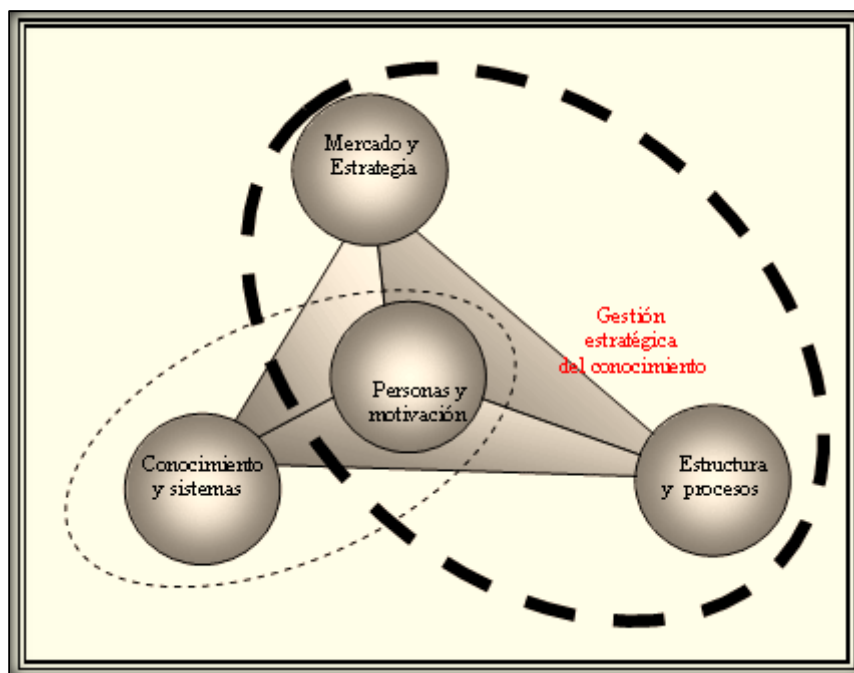 Mercado y
Estrategia
Gestión
estratégica
del conocimiento
Personas y
motivación
Conocimiento
y sistemas
Estructura
y procesos